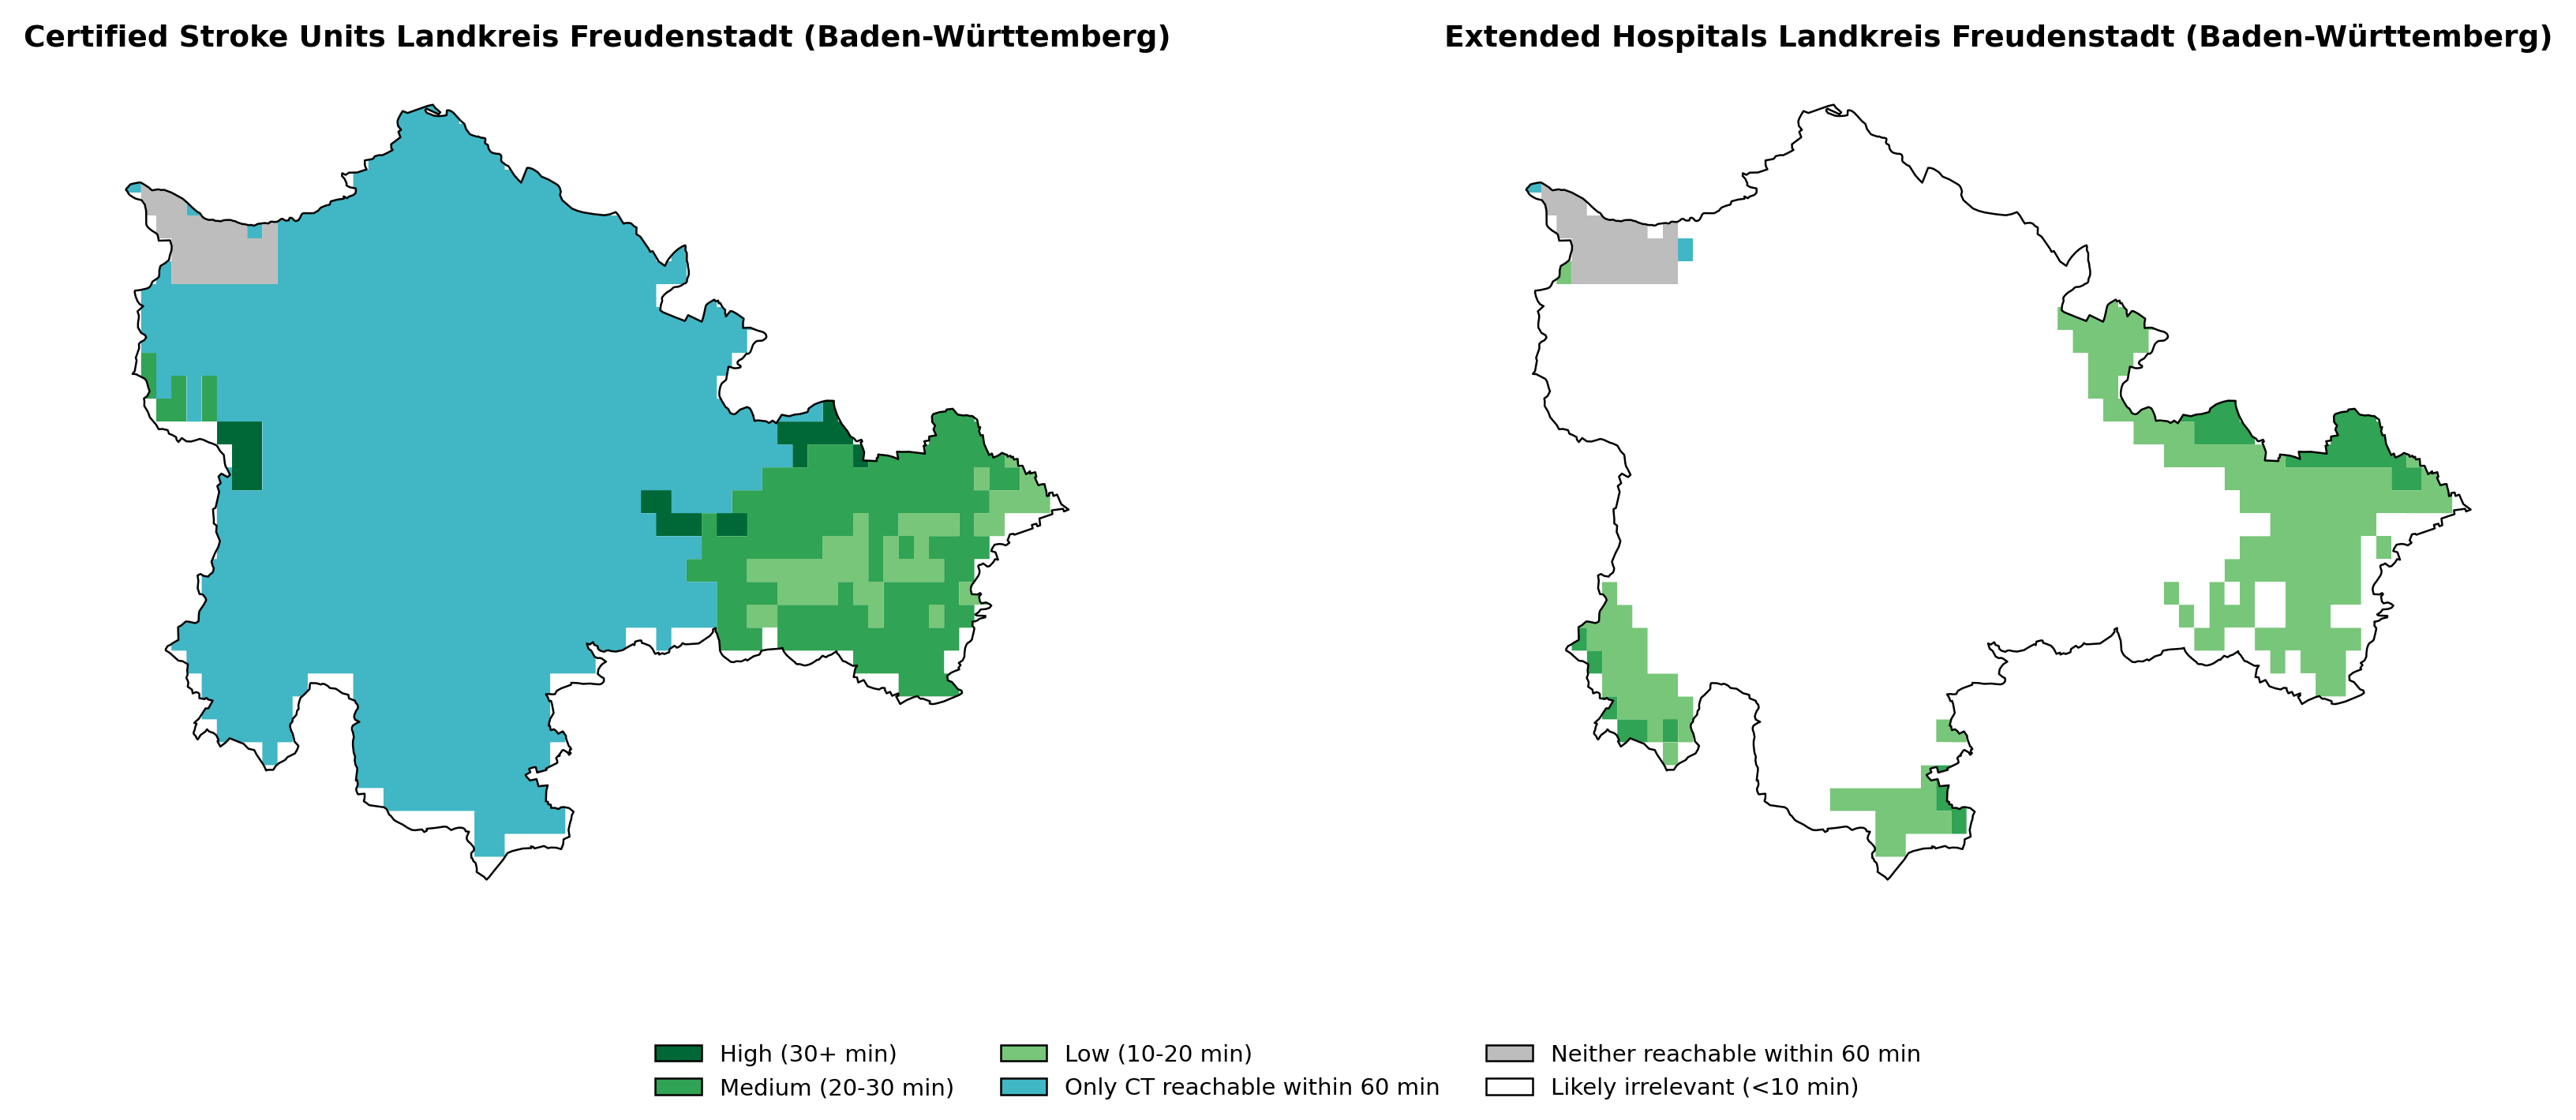 Certified Stroke Units Landkreis Freudenstadt (Baden-Württemberg)
Extended Hospitals Landkreis Freudenstadt (Baden-Württemberg)
High (30+ min)
Medium (20-30 min)
Low (10-20 min)
Only CT reachable within 60 min
Neither reachable within 60 min
Likely irrelevant (<10 min)